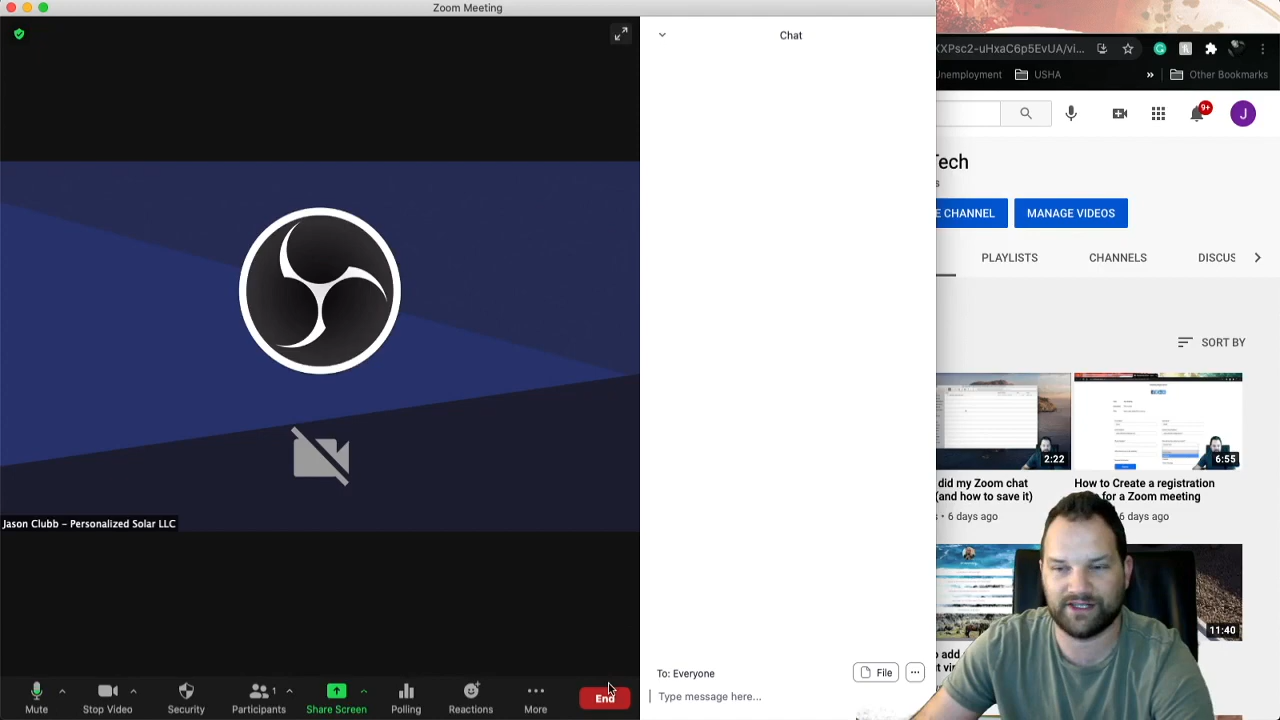 Zoom Meeting
Chat
XPsc2-uHxaC6p5EvUA/vi...
Unemployment
USHA
»
Other Bookmarks
9+
J
Tech
E CHANNEL
MANAGE VIDEOS
PLAYLISTS
CHANNELS
DISCUS
SORT BY
2:22
6:55
did my Zoom chat
(and how to save it)
• 6 days ago
How to Create a registration
for a Zoom meeting
6 days ago
11:40
add
Jason Clubb – Personalized Solar LLC
To: Everyone
File
Type message here...
Mute
Stop Video
Security
1
Participants
Share Screen
Polling
Reactions
More
End